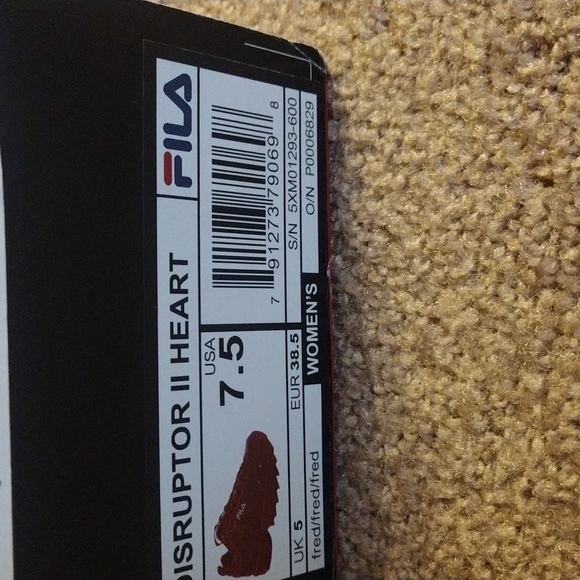 DISRUPTOR II HEART FILA
FILA
USA
7.5
7 91273 79069 8
UK 5 EUR 38.5 S/N 5XM01293-600
fred/fred/fred WOMEN'S O/N P0006829